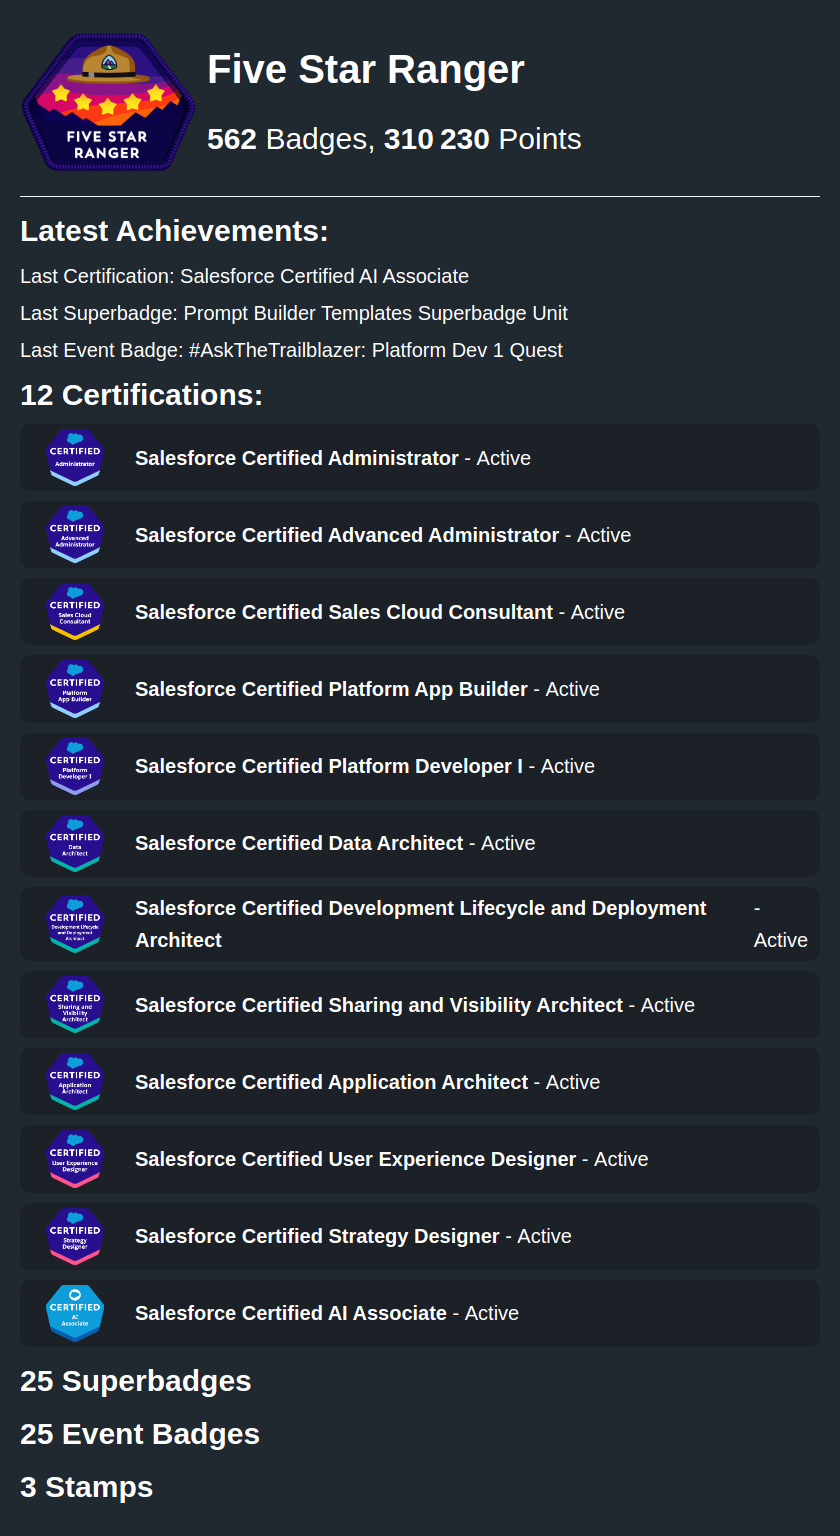 FIVE STAR
RANGER
Five Star Ranger
562 Badges, 310 230 Points
Latest Achievements:
Last Certification: Salesforce Certified AI Associate
Last Superbadge: Prompt Builder Templates Superbadge Unit
Last Event Badge: #AskTheTrailblazer: Platform Dev 1 Quest
12 Certifications:
CERTIFIED
Administrator
Salesforce Certified Administrator - Active
CERTIFIED
Advanced
Administrator
Salesforce Certified Advanced Administrator - Active
CERTIFIED
Sales Cloud
Consultant
Salesforce Certified Sales Cloud Consultant - Active
CERTIFIED
Platform
App Builder
Salesforce Certified Platform App Builder - Active
CERTIFIED
Platform
Developer I
Salesforce Certified Platform Developer I - Active
CERTIFIED
Data
Architect
Salesforce Certified Data Architect - Active
CERTIFIED
Development Lifecycle
and Deployment
Architect
Salesforce Certified Development Lifecycle and Deployment -
Architect Active
CERTIFIED
Sharing and
Visibility
Architect
Salesforce Certified Sharing and Visibility Architect - Active
CERTIFIED
Application
Architect
Salesforce Certified Application Architect - Active
CERTIFIED
User Experience
Designer
Salesforce Certified User Experience Designer - Active
CERTIFIED
Strategy
Designer
Salesforce Certified Strategy Designer - Active
CERTIFIED
AI
Associate
Salesforce Certified AI Associate - Active
25 Superbadges
25 Event Badges
3 Stamps